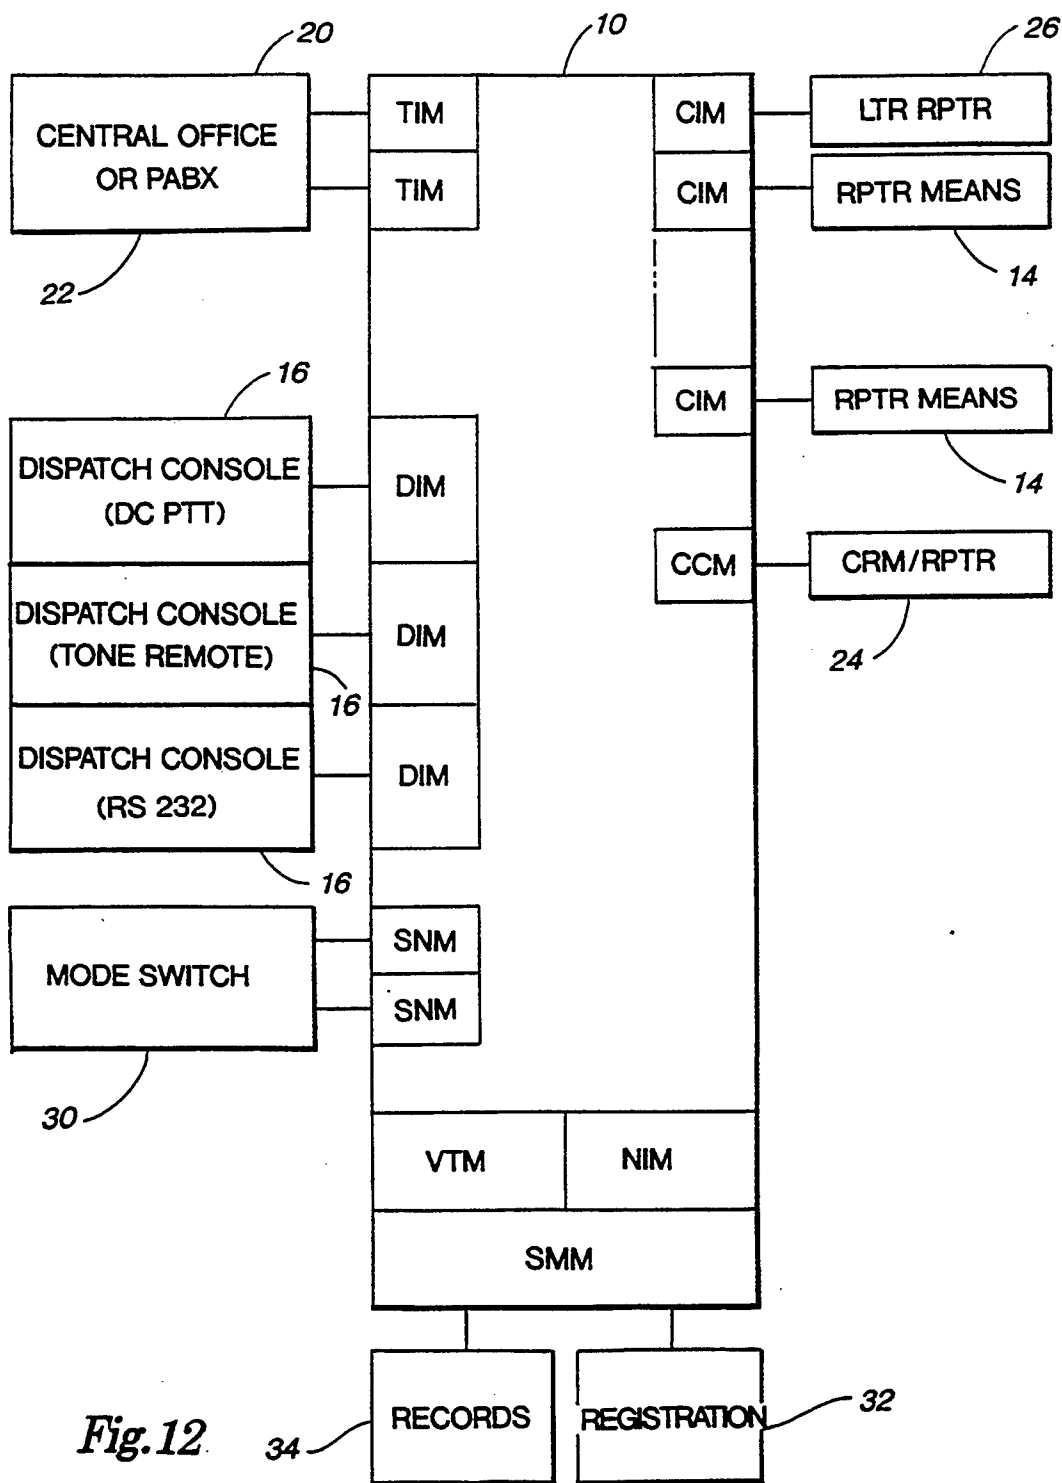 20
10
26
CENTRAL OFFICE
OR PABX
TIM
TIM
CIM
LTR RPTR
CIM
RPTR MEANS
22
14
16
CIM
RPTR MEANS
14
DISPATCH CONSOLE
(DC PTT)
DIM
CCM
CRM/RPTR
24
DISPATCH CONSOLE
(TONE REMOTE)
DIM
16
DISPATCH CONSOLE
(RS 232)
DIM
16
MODE SWITCH
SNM
SNM
30
VTM
NIM
SMM
RECORDS
REGISTRATION
34
32
Fig.12